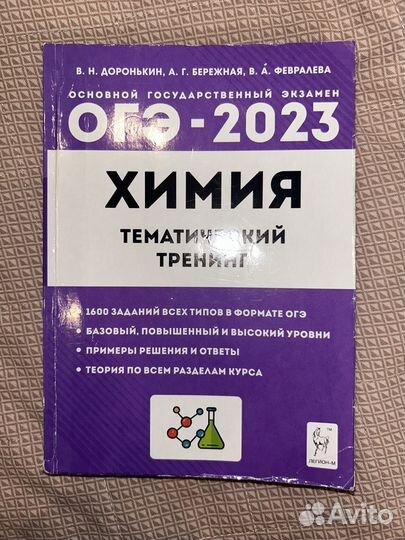 В. Н. ДОРОНЬКИН, А. Г. БЕРЕЖНАЯ, В. А. ФЕВРАЛЕВА
ОСНОВНОЙ ГОСУДАРСТВЕННЫЙ ЭКЗАМЕН
ОГЭ-2023
ХИМИЯ
ТЕМАТИЧЕСКИЙ
ТРЕНИНГ
1600 ЗАДАНИЙ ВСЕХ ТИПОВ В ФОРМАТЕ ОГЭ
• БАЗОВЫЙ, ПОВЫШЕННЫЙ И ВЫСОКИЙ УРОВНИ
• ПРИМЕРЫ РЕШЕНИЯ И ОТВЕТЫ
• ТЕОРИЯ ПО ВСЕМ РАЗДЕЛАМ КУРСА
TM
ЛЕГИОН-М
Avito